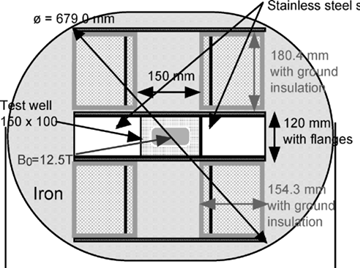 ø = 679.0 mm
Stainless steel s
180.4 mm
with ground
insulation
150 mm
Test well
150 x 100
120 mm
with flanges
B₀=12.5T
Iron
154.3 mm
with ground
insulation